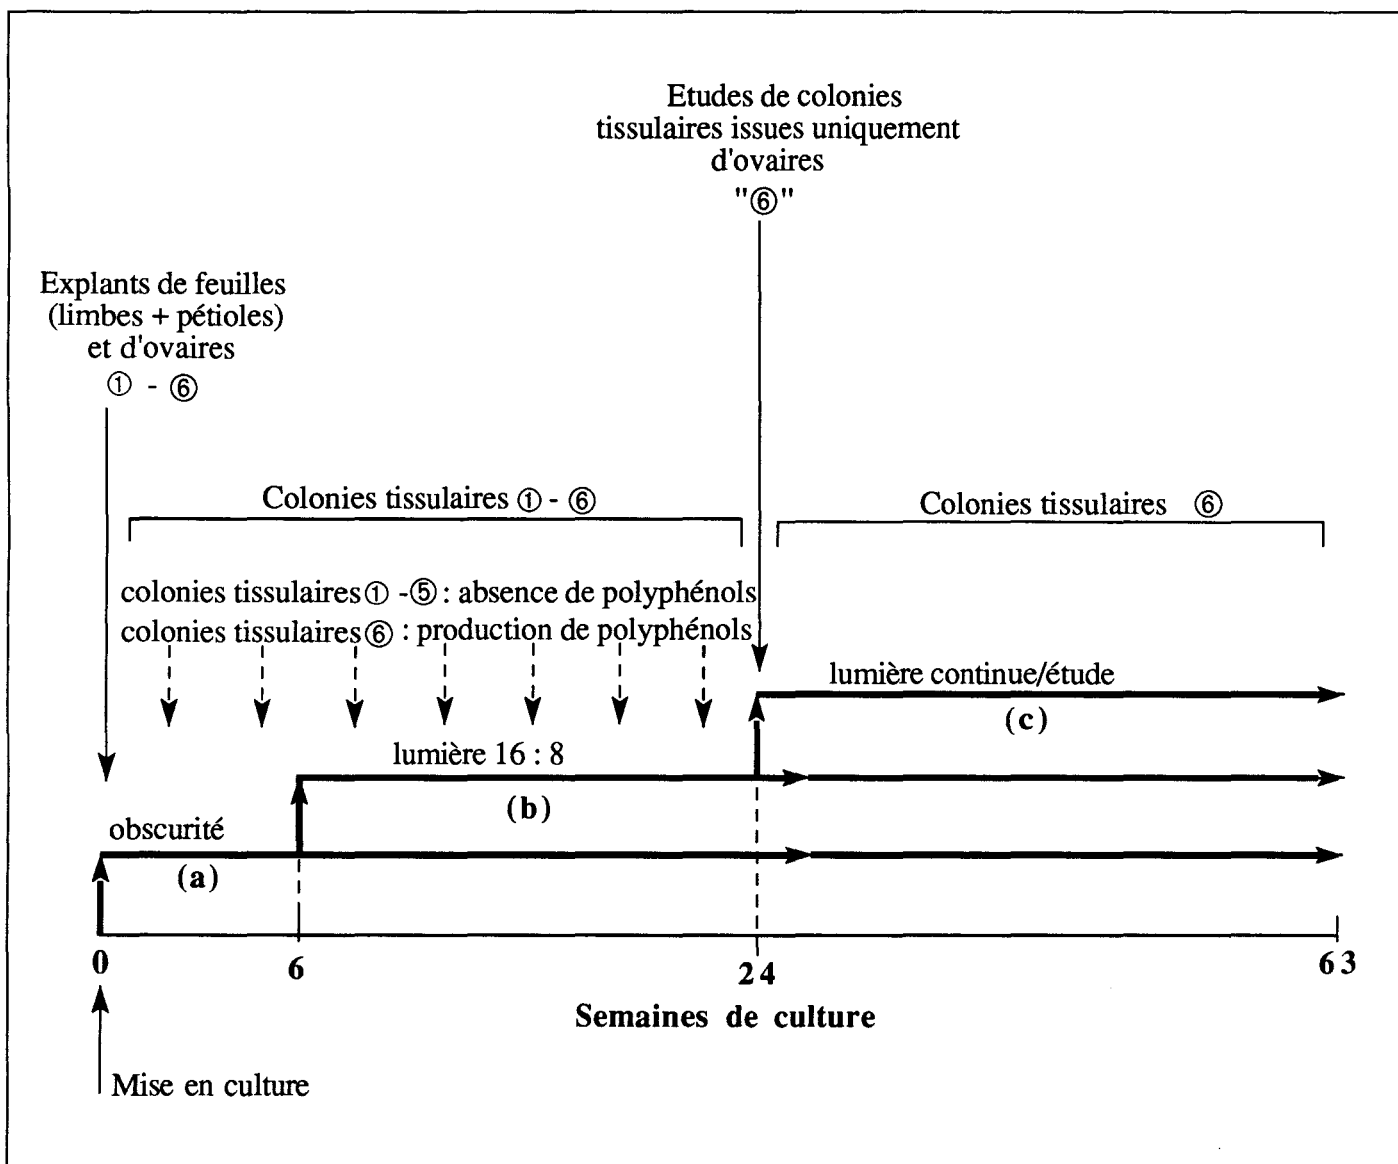 Etudes de colonies
tissulaires issues uniquement
d'ovaires
"⑥"
Explants de feuilles
(limbes + pétioles)
et d'ovaires
① - ⑥
Colonies tissulaires ① - ⑥
Colonies tissulaires ⑥
colonies tissulaires ① -⑤ : absence de polyphénols
colonies tissulaires ⑥ : production de polyphénols
lumière continue/étude
(c)
lumière 16 : 8
(b)
obscurité
(a)
0
6
24
63
Semaines de culture
Mise en culture